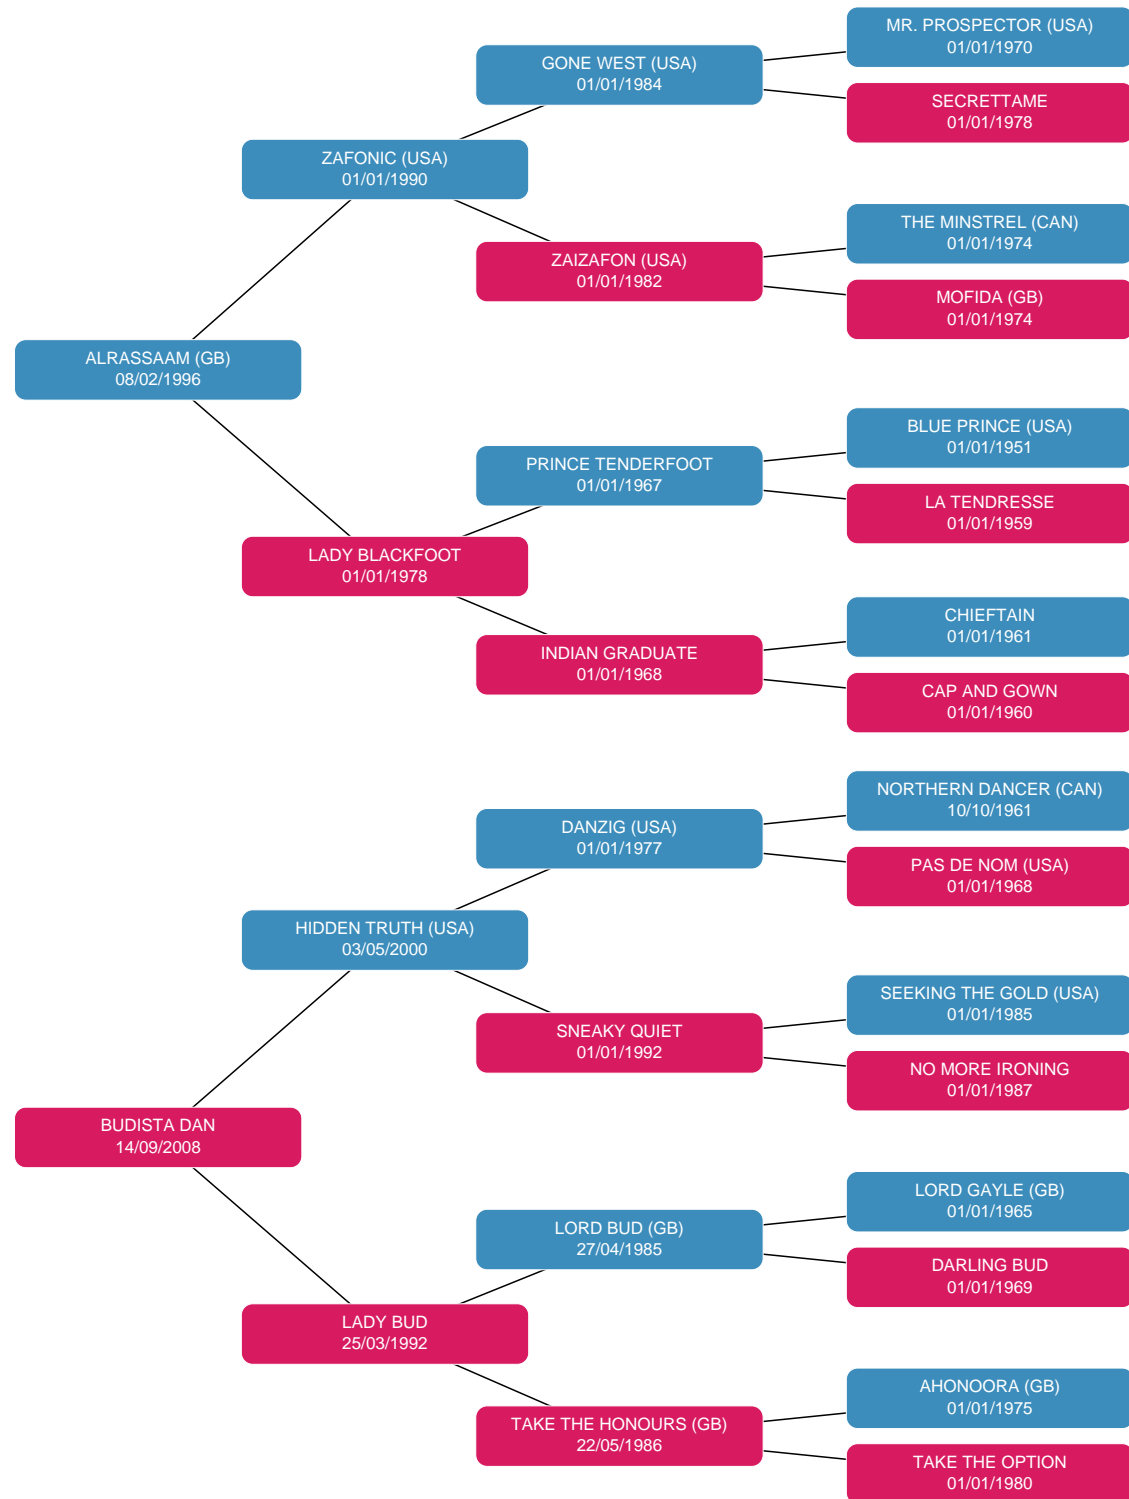 MR. PROSPECTOR (USA)
01/01/1970
GONE WEST (USA)
01/01/1984
SECRETTAME
01/01/1978
ZAFONIC (USA)
01/01/1990
THE MINSTREL (CAN)
01/01/1974
ZAIZAFON (USA)
01/01/1982
MOFIDA (GB)
01/01/1974
ALRASSAAM (GB)
08/02/1996
BLUE PRINCE (USA)
01/01/1951
PRINCE TENDERFOOT
01/01/1967
LA TENDRESSE
01/01/1959
LADY BLACKFOOT
01/01/1978
CHIEFTAIN
01/01/1961
INDIAN GRADUATE
01/01/1968
CAP AND GOWN
01/01/1960
NORTHERN DANCER (CAN)
10/10/1961
DANZIG (USA)
01/01/1977
PAS DE NOM (USA)
01/01/1968
HIDDEN TRUTH (USA)
03/05/2000
SEEKING THE GOLD (USA)
01/01/1985
SNEAKY QUIET
01/01/1992
NO MORE IRONING
01/01/1987
BUDISTA DAN
14/09/2008
LORD GAYLE (GB)
01/01/1965
LORD BUD (GB)
27/04/1985
DARLING BUD
01/01/1969
LADY BUD
25/03/1992
AHONOORA (GB)
01/01/1975
TAKE THE HONOURS (GB)
22/05/1986
TAKE THE OPTION
01/01/1980